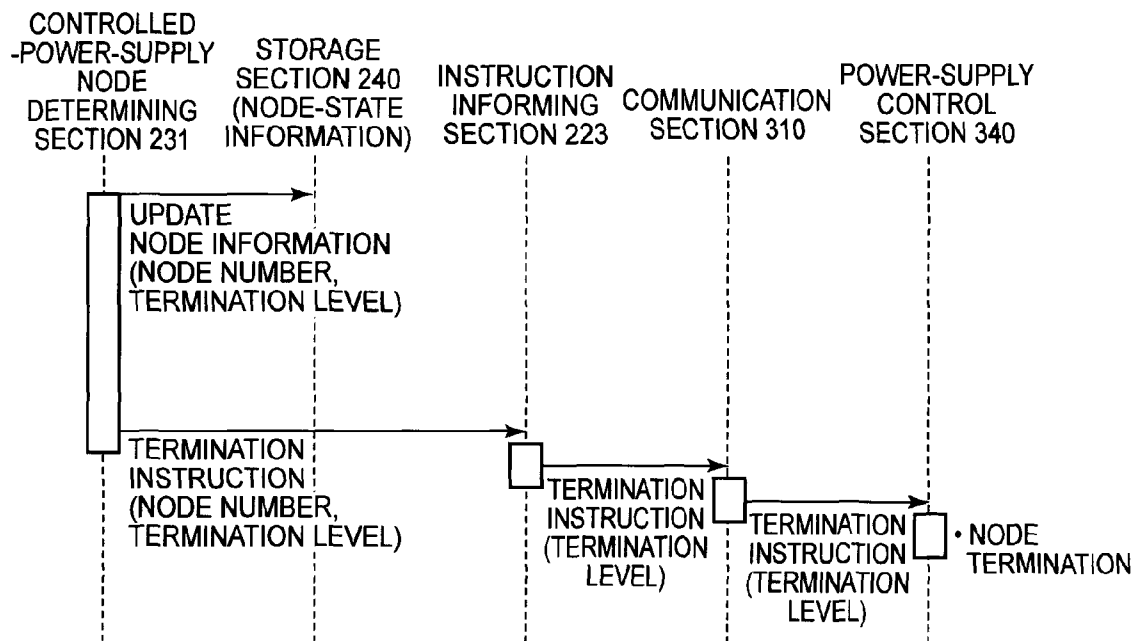 CONTROLLED
-POWER-SUPPLY
NODE
DETERMINING
SECTION 231
STORAGE
SECTION 240
(NODE-STATE
INFORMATION)
INSTRUCTION
INFORMING
SECTION 223
COMMUNICATION
SECTION 310
POWER-SUPPLY
CONTROL
SECTION 340
UPDATE
NODE INFORMATION
(NODE NUMBER,
TERMINATION LEVEL)
TERMINATION
INSTRUCTION
(NODE NUMBER,
TERMINATION LEVEL)
TERMINATION
INSTRUCTION
(TERMINATION
LEVEL)
TERMINATION
INSTRUCTION
(TERMINATION
LEVEL)
・NODE
TERMINATION